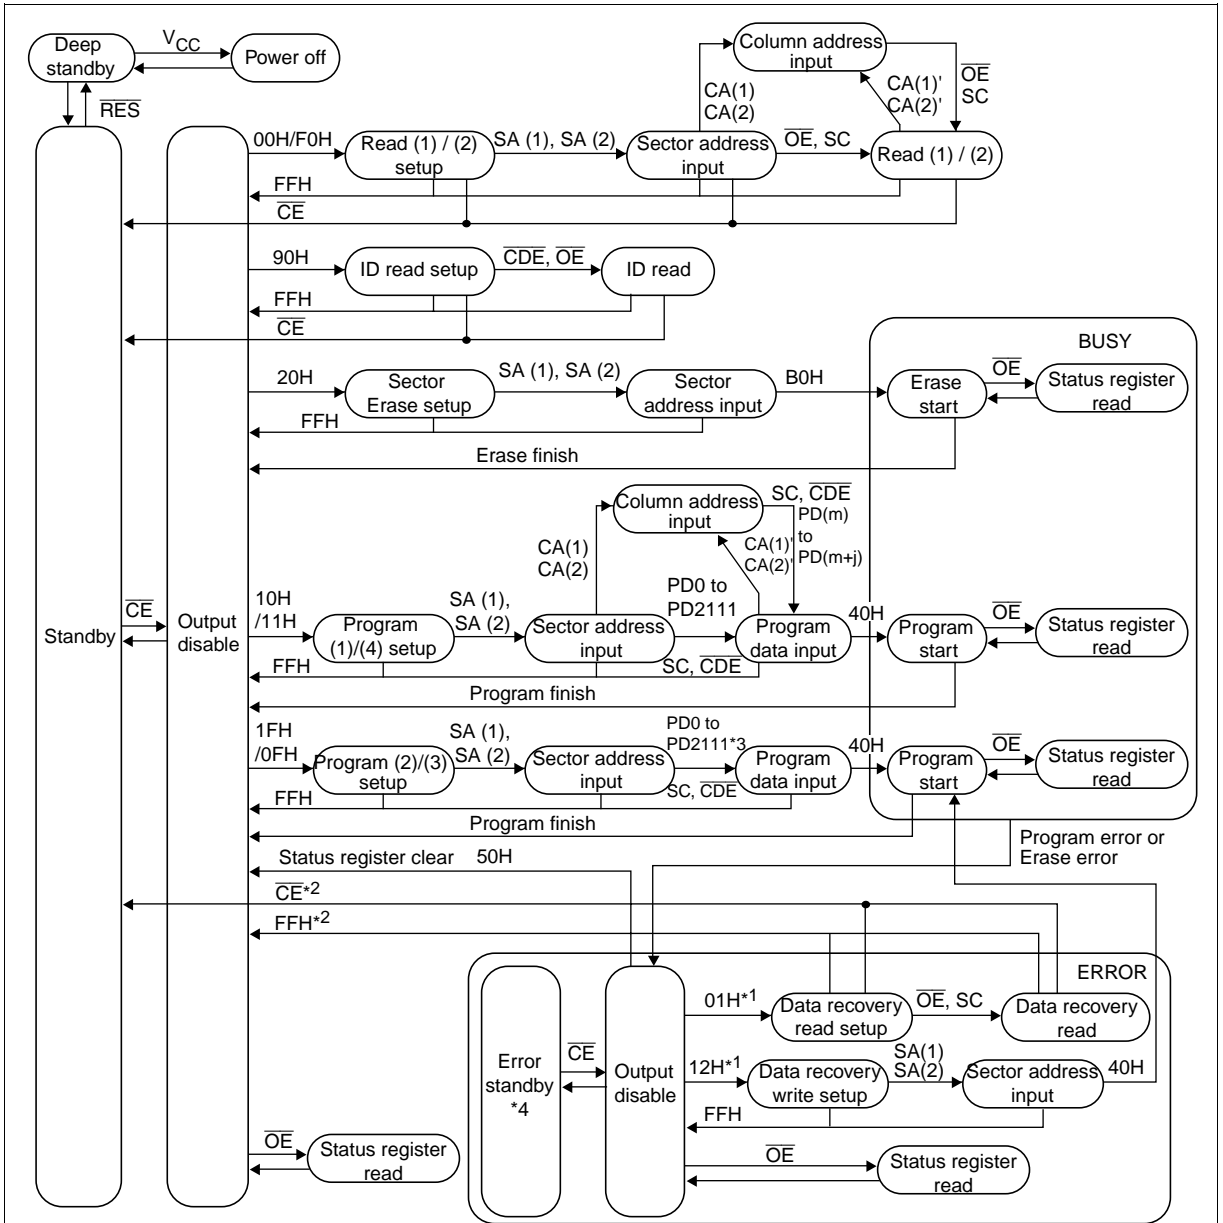 Deep
standby
V
CC
Power off
RES
Column address
input
CA(1)
CA(2)
CA(1)'
CA(2)'
OE
SC
00H/F0H
Read (1) / (2)
setup
SA (1), SA (2)
Sector address
input
OE, SC
Read (1) / (2)
FFH
CE
90H
ID read setup
CDE, OE
ID read
FFH
CE
BUSY
20H
Sector
Erase setup
SA (1), SA (2)
Sector
address input
B0H
Erase
start
OE
Status register
read
FFH
Erase finish
Column address
input
SC, CDE
PD(m)
to
PD(m+j)
CA(1)
CA(2)
CA(1)'
CA(2)'
10H
/11H
Program
(1)/(4) setup
SA (1),
SA (2)
Sector address
input
PD0 to
PD2111
SC, CDE
Program
data input
40H
Program
start
OE
Status register
read
FFH
Program finish
Standby
CE
Output
disable
1FH
/0FH
Program (2)/(3)
setup
SA (1),
SA (2)
Sector address
input
PD0 to
PD2111*3
SC, CDE
Program
data input
40H
Program
start
OE
Status register
read
FFH
Program finish
Program error or
Erase error
Status register clear 50H
CE*2
FFH*2
ERROR
Error
standby
*4
CE
Output
disable
01H*1
Data recovery
read setup
OE, SC
Data recovery
read
12H*1
Data recovery
write setup
SA(1)
SA(2)
Sector address
input
40H
FFH
OE
Status register
read
OE
Status register
read